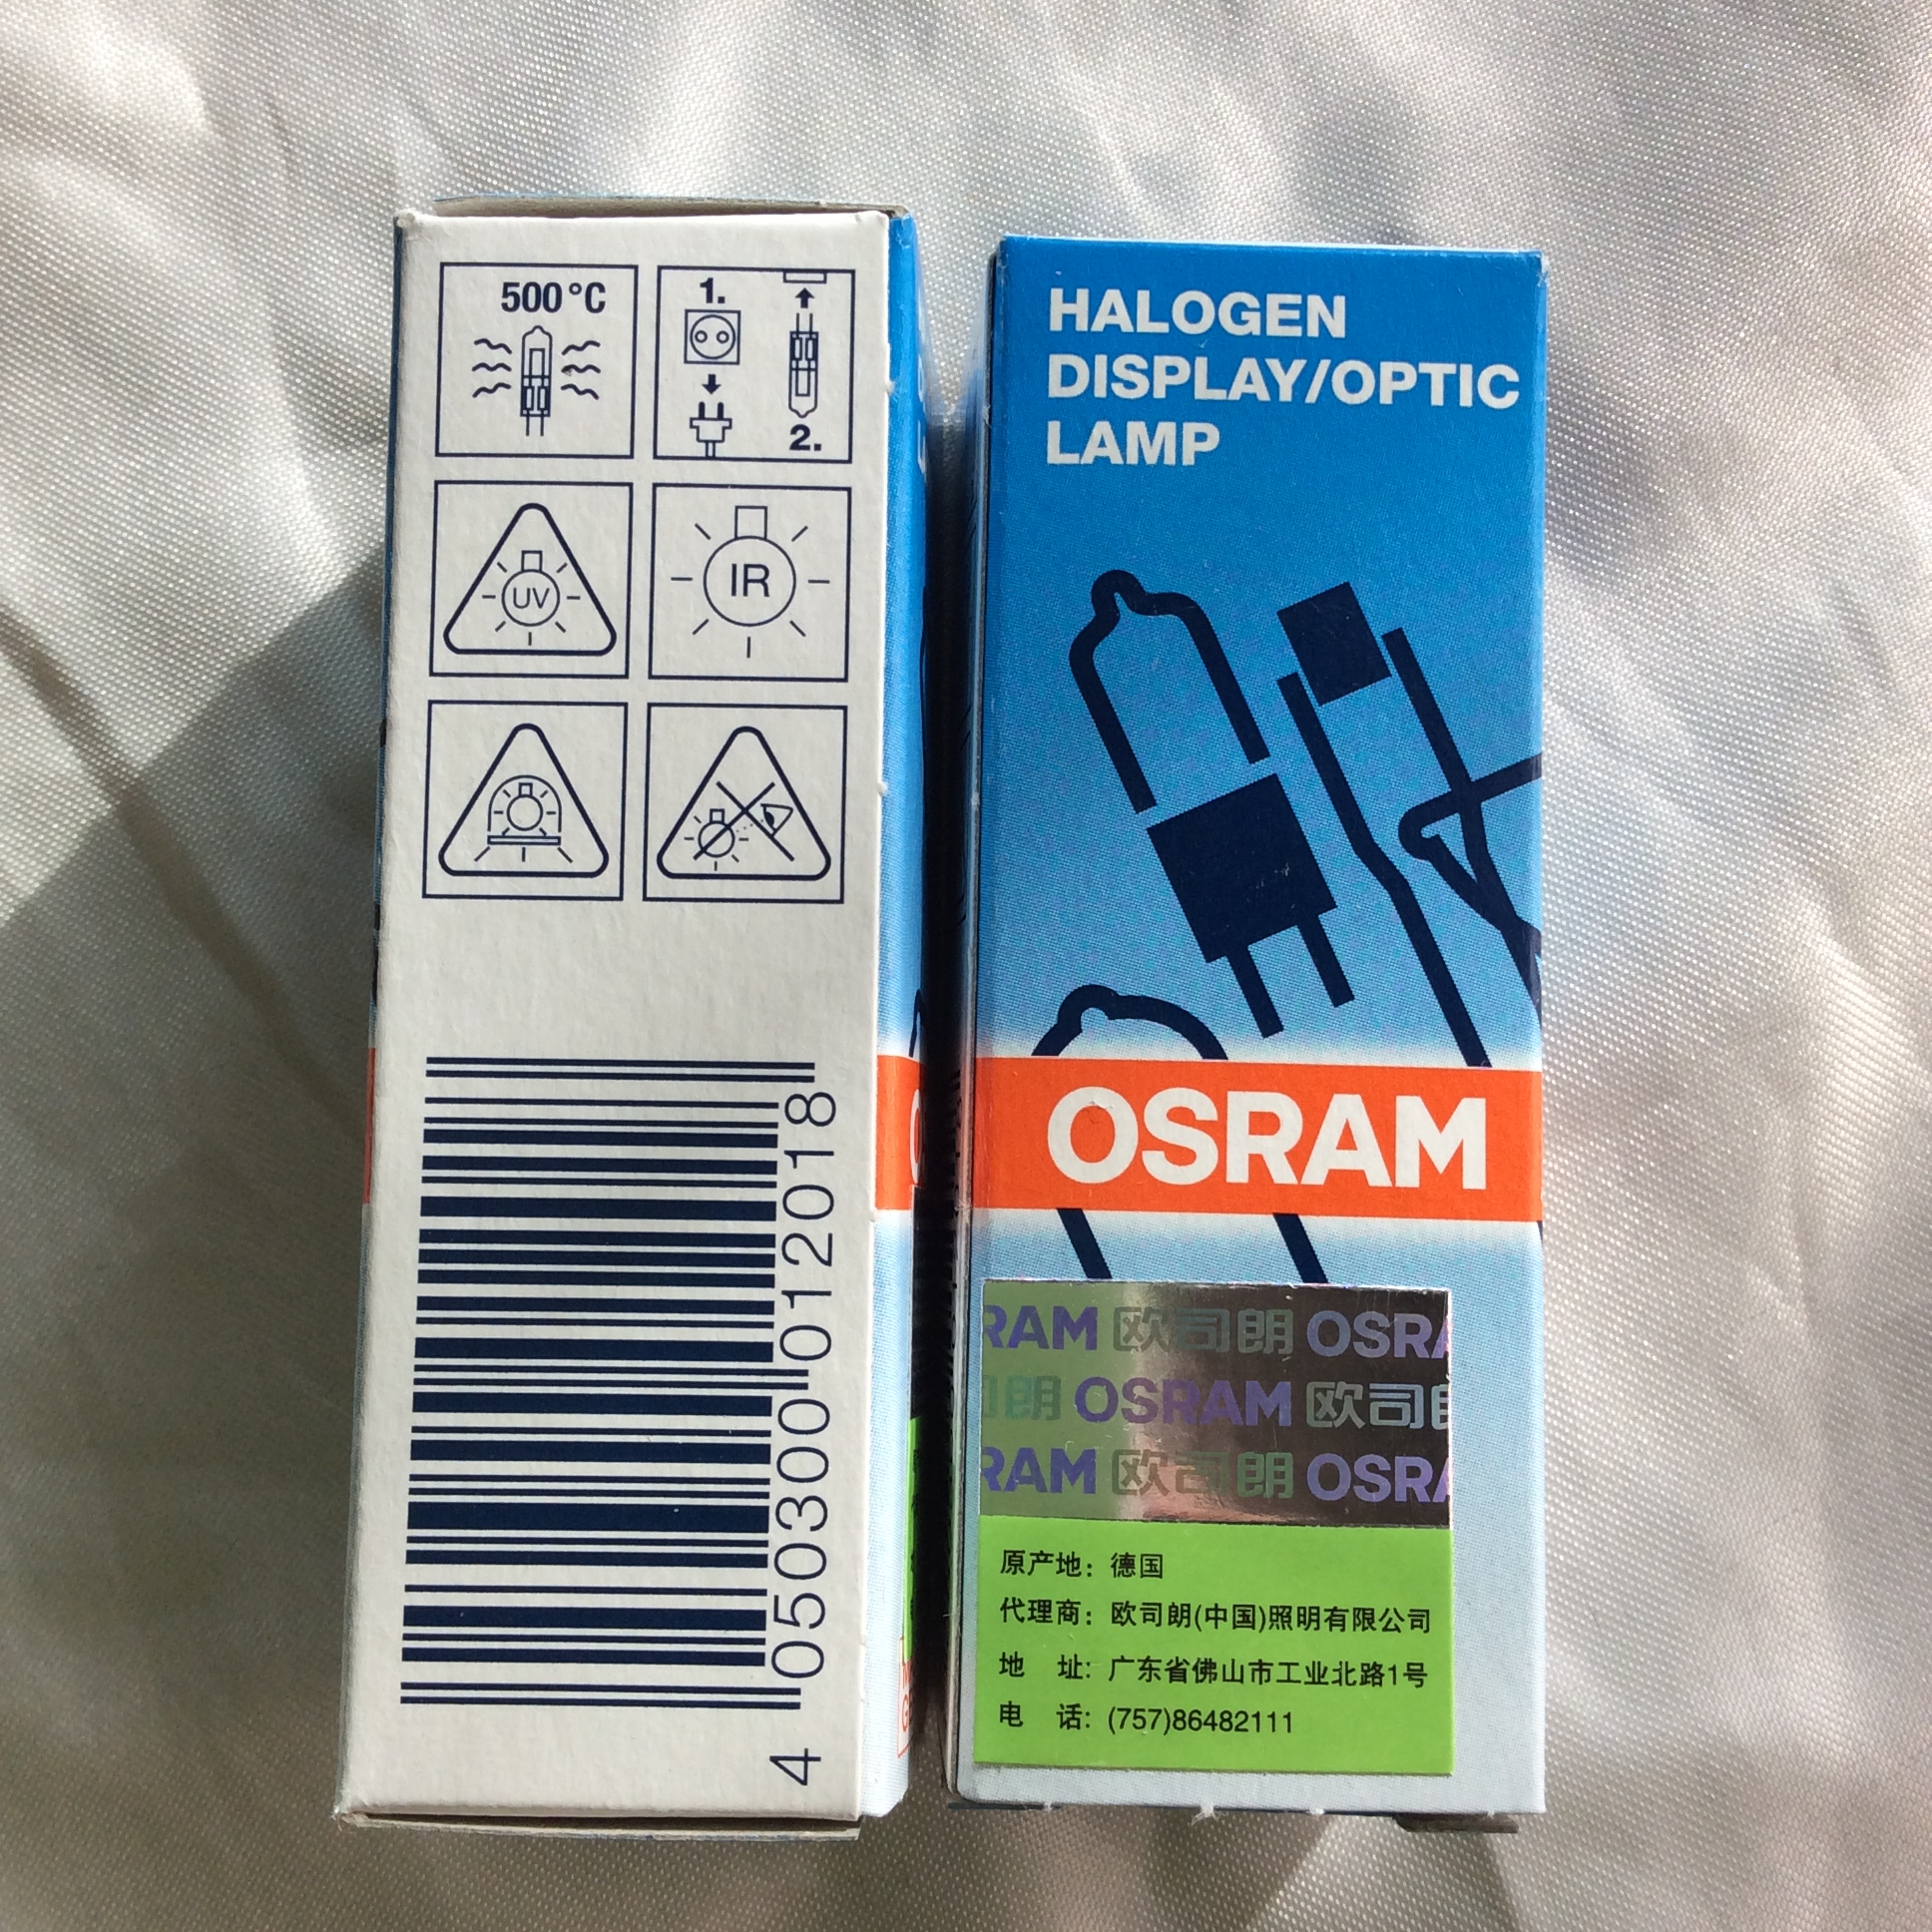 500°C
1.
2.
UV
IR
4 050300 012018
HALOGEN
DISPLAY/OPTIC
LAMP
OSRAM
RAM 欧司朗 OSRA
朗 OSRAM 欧司
RAM 欧司朗 OSRA
原产地：德国
代理商：欧司朗(中国)照明有限公司
地 址：广东省佛山市工业北路1号
电 话：(757)86482111